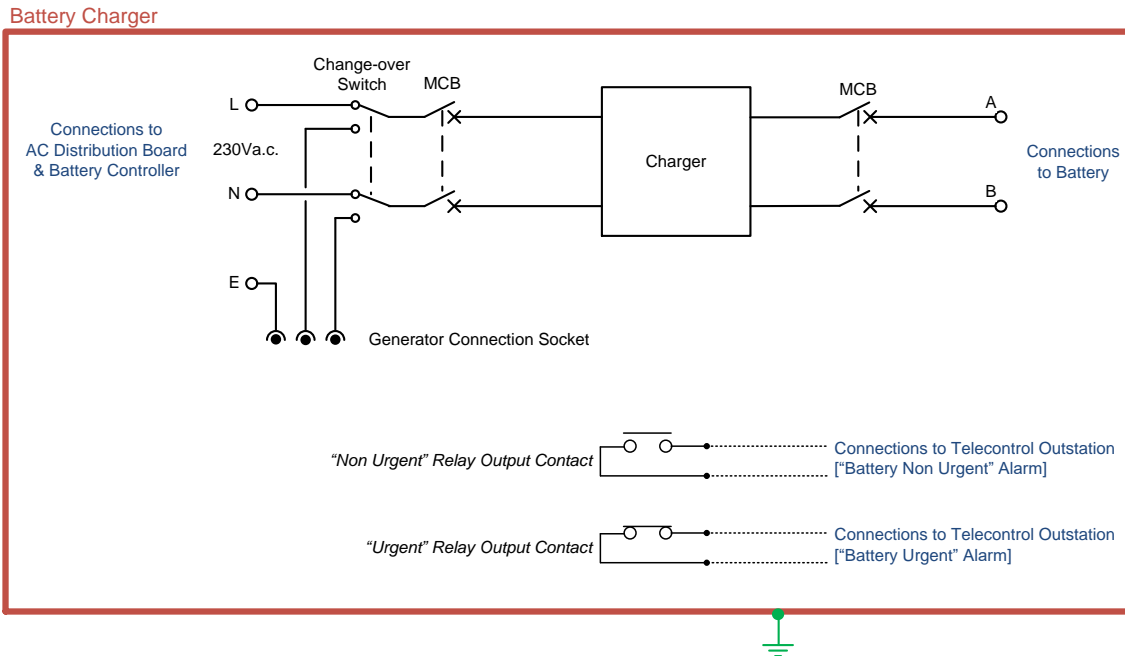 Battery Charger
Change-over
Switch
MCB
MCB
L
A
Connections to
AC Distribution Board
& Battery Controller
230Va.c.
Charger
Connections
to Battery
N
B
E
Generator Connection Socket
“Non Urgent” Relay Output Contact
Connections to Telecontrol Outstation
[“Battery Non Urgent” Alarm]
“Urgent” Relay Output Contact
Connections to Telecontrol Outstation
[“Battery Urgent” Alarm]